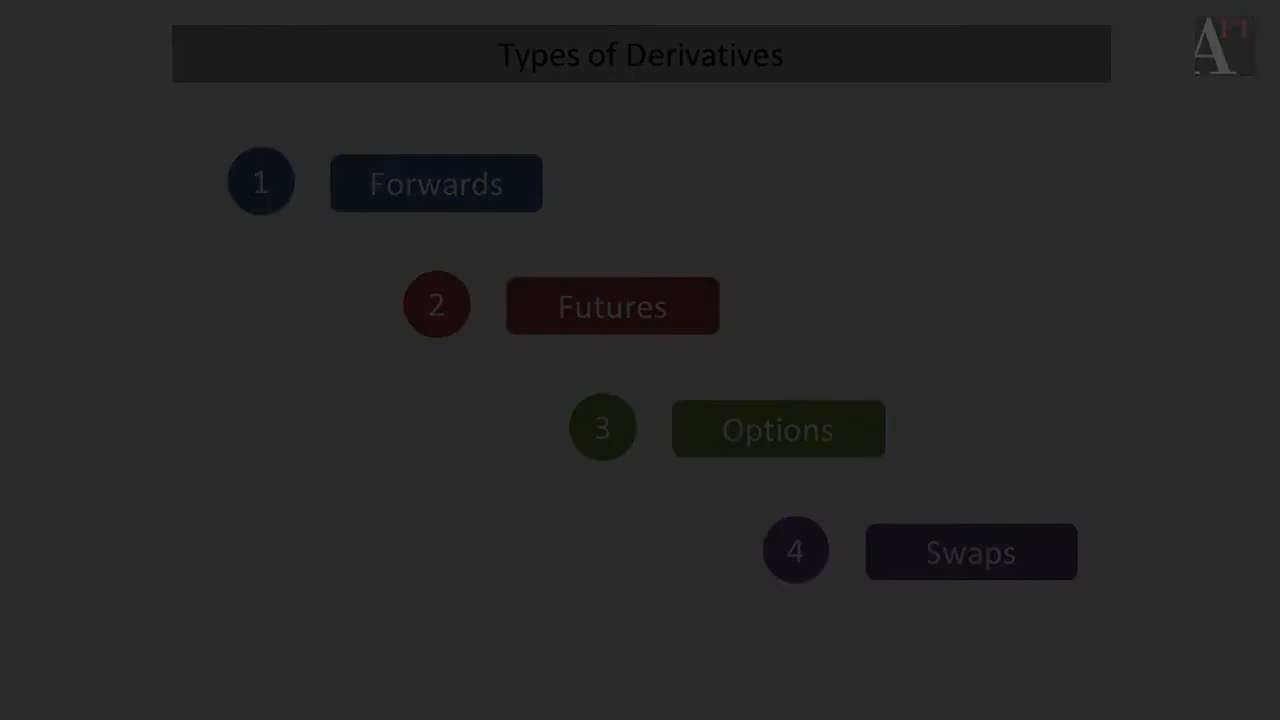 Types of Derivatives
1 Forwards
2 Futures
3 Options
4 Swaps